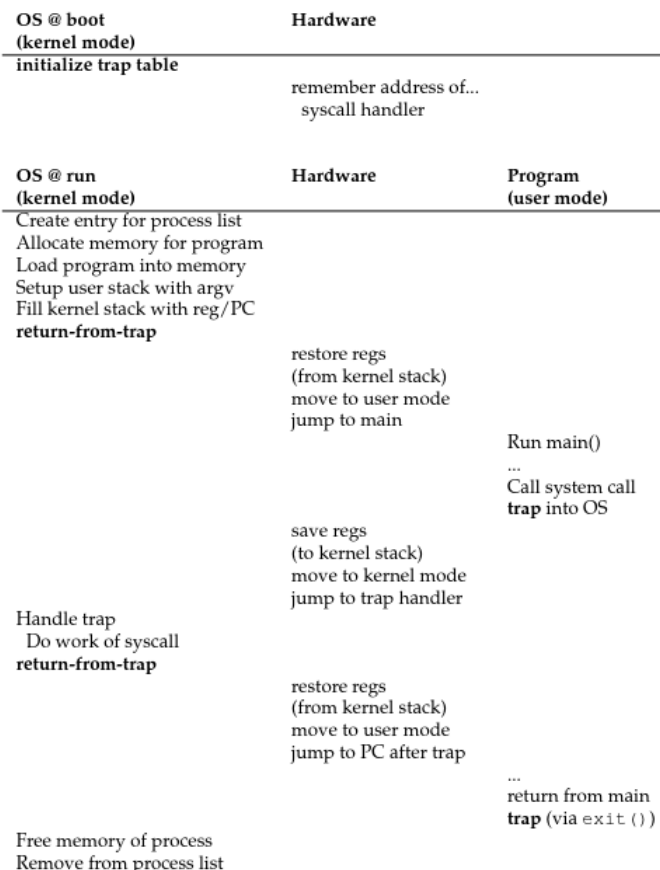 OS @ boot Hardware
(kernel mode)
initialize trap table
remember address of...
syscall handler
OS @ run Hardware Program
(kernel mode) (user mode)
Create entry for process list
Allocate memory for program
Load program into memory
Setup user stack with argv
Fill kernel stack with reg/PC
return-from-trap
restore regs
(from kernel stack)
move to user mode
jump to main
Run main()
...
Call system call
trap into OS
save regs
(to kernel stack)
move to kernel mode
jump to trap handler
Handle trap
Do work of syscall
return-from-trap
restore regs
(from kernel stack)
move to user mode
jump to PC after trap
...
return from main
trap (via exit())
Free memory of process
Remove from process list